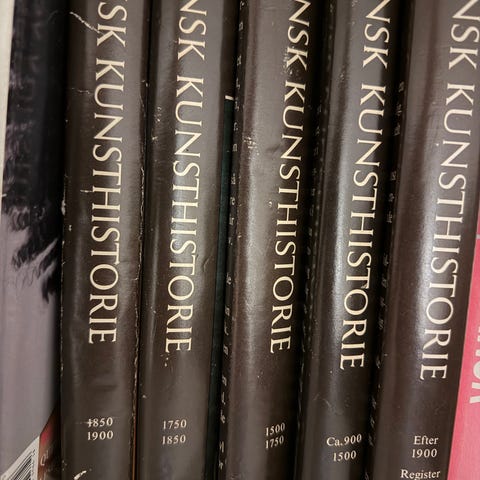 SK KUNSTHISTORIE
1850
1900
NSK KUNSTHISTORIE
1750
1850
NSK KUNSTHISTORIE
1500
1750
NSK KUNSTHISTORIE
Ca. 900
1500
NSK KUNSTHISTORIE
Efter
1900
Register